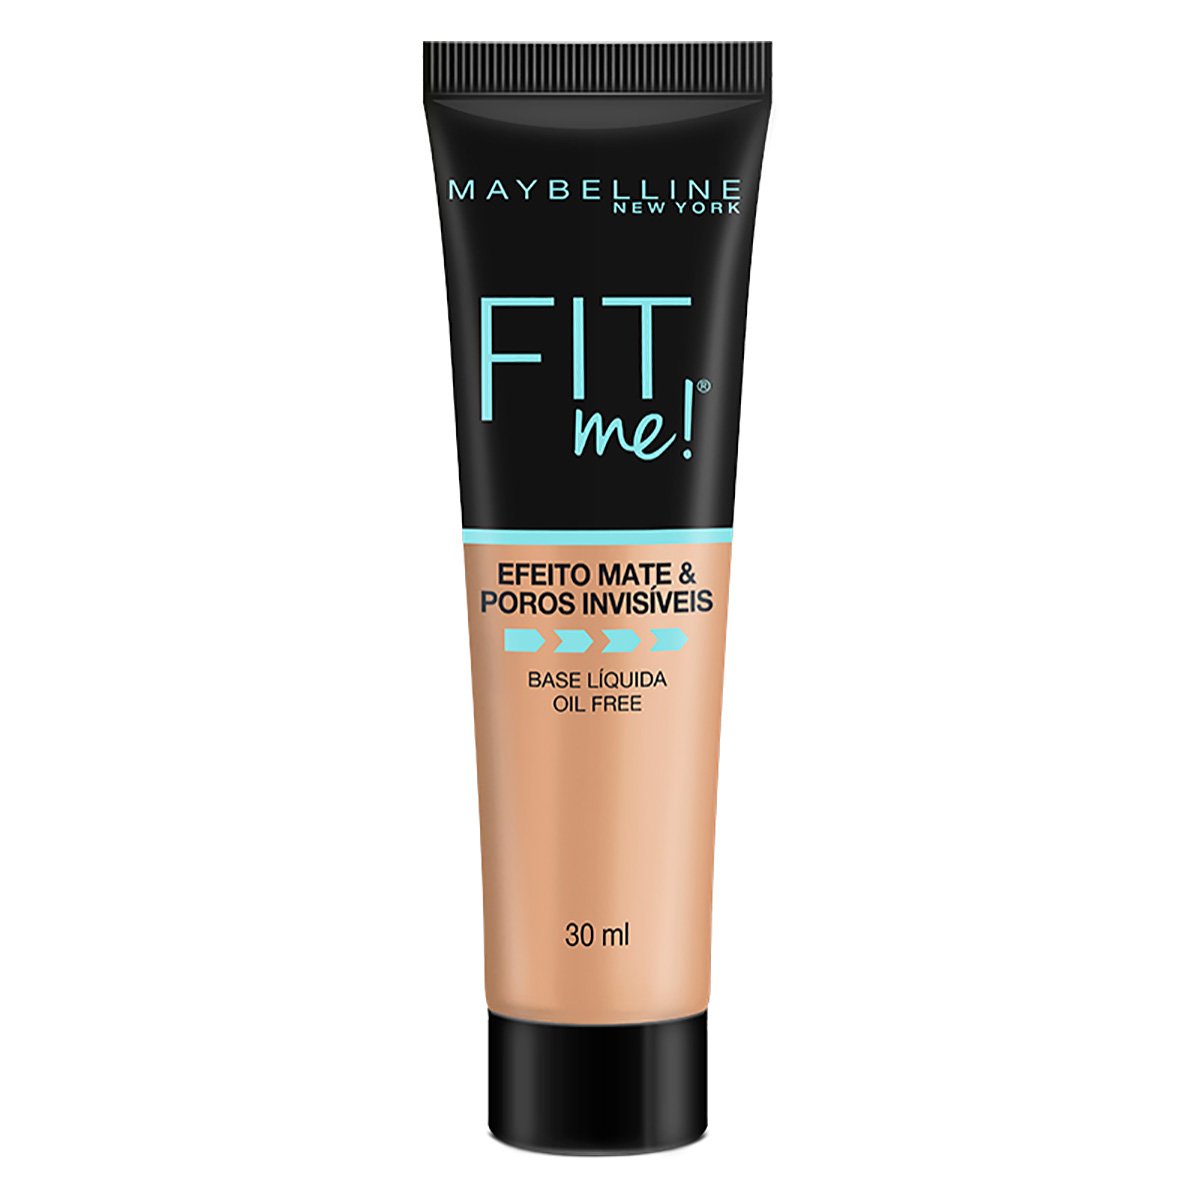 MAYBELLINE
NEW YORK
FIT
me!®
EFEITO MATE &
POROS INVISÍVEIS
BASE LÍQUIDA
OIL FREE
30 ml